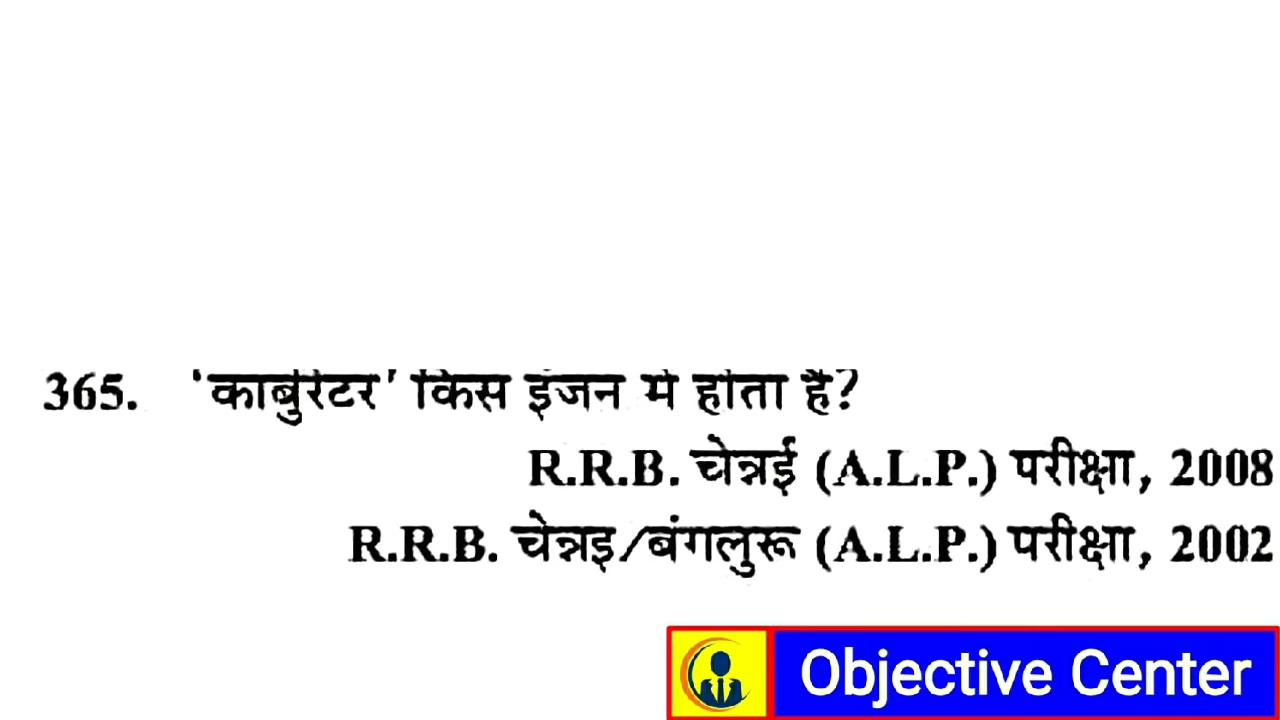 365. 'कार्बुरेटर' किस इंजन में होता है?
R.R.B. चेन्नई (A.L.P.) परीक्षा, 2008
R.R.B. चेन्नइ/बंगलुरू (A.L.P.) परीक्षा, 2002
Objective Center